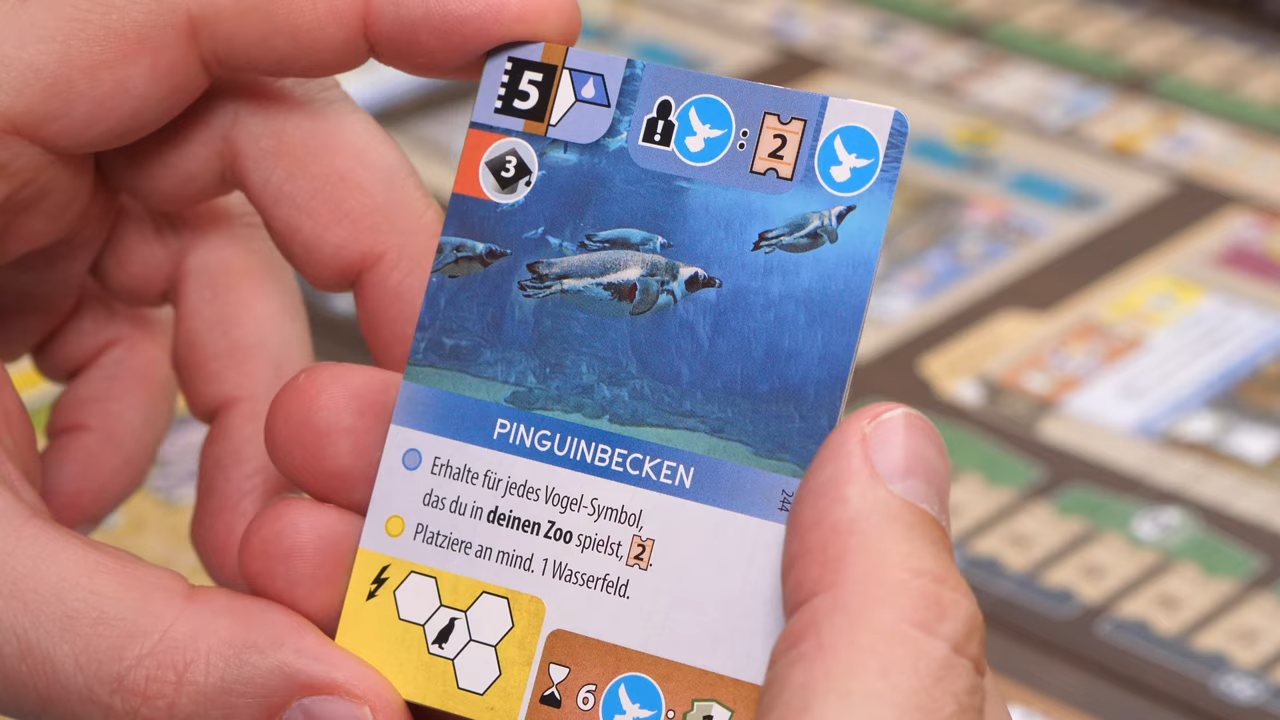 5
2
3
PINGUINBECKEN
244
Erhalte für jedes Vogel-Symbol,
das du in deinen Zoo spielst, 2.
Platziere an mind. 1 Wasserfeld.
6